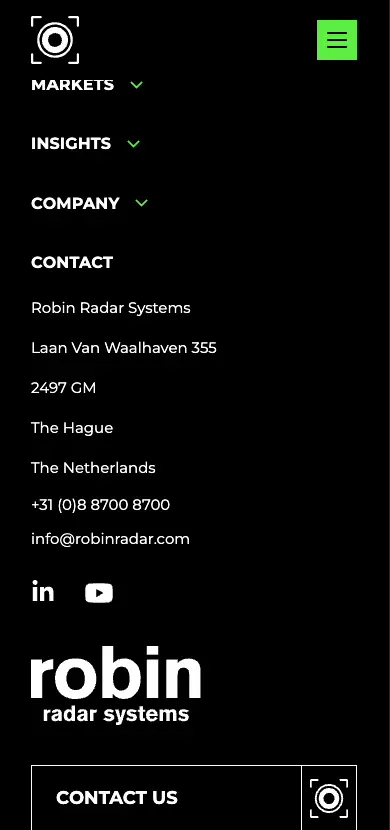 MARKETS
INSIGHTS
COMPANY
CONTACT
Robin Radar Systems
Laan Van Waalhaven 355
2497 GM
The Hague
The Netherlands
+31 (0)8 8700 8700
info@robinradar.com
in
robin
radar systems
CONTACT US